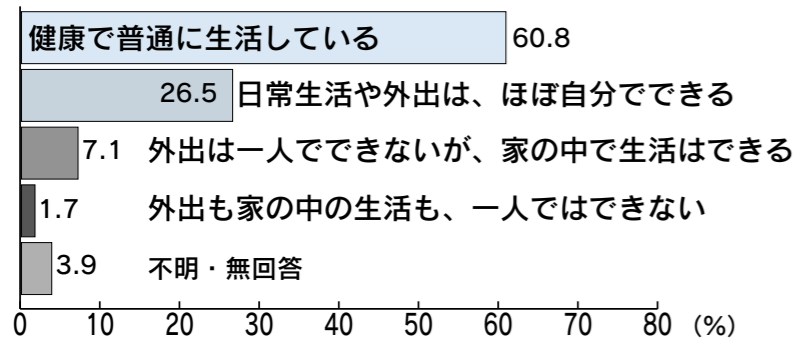 健康で普通に生活している 60.8
26.5 日常生活や外出は、ほぼ自分でできる
7.1 外出は一人でできないが、家の中で生活はできる
1.7 外出も家の中の生活も、一人ではできない
3.9 不明・無回答
0 10 20 30 40 50 60 70 80 (%)